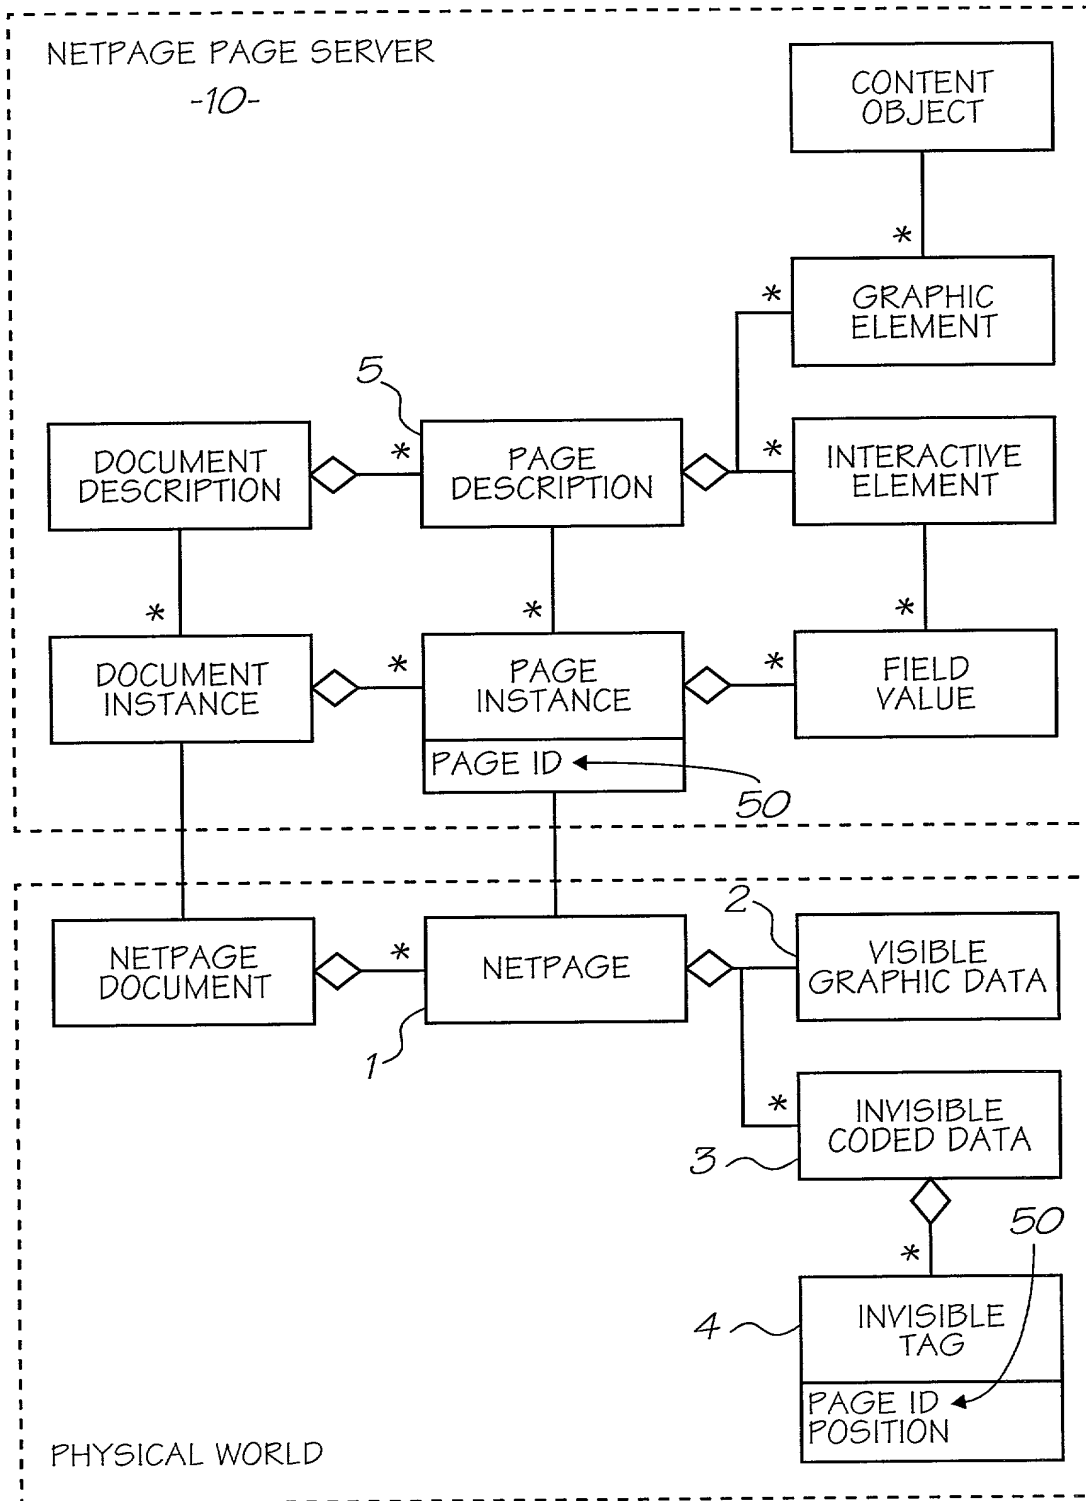 NETPAGE PAGE SERVER
-10-
CONTENT
OBJECT
*
GRAPHIC
ELEMENT
*
5
DOCUMENT
DESCRIPTION
*
PAGE
DESCRIPTION
*
INTERACTIVE
ELEMENT
*
*
*
DOCUMENT
INSTANCE
*
PAGE
INSTANCE
*
FIELD
VALUE
PAGE ID
50
NETPAGE
DOCUMENT
*
NETPAGE
1
2
VISIBLE
GRAPHIC DATA
*
INVISIBLE
CODED DATA
3
*
50
4
INVISIBLE
TAG
PAGE ID
POSITION
PHYSICAL WORLD